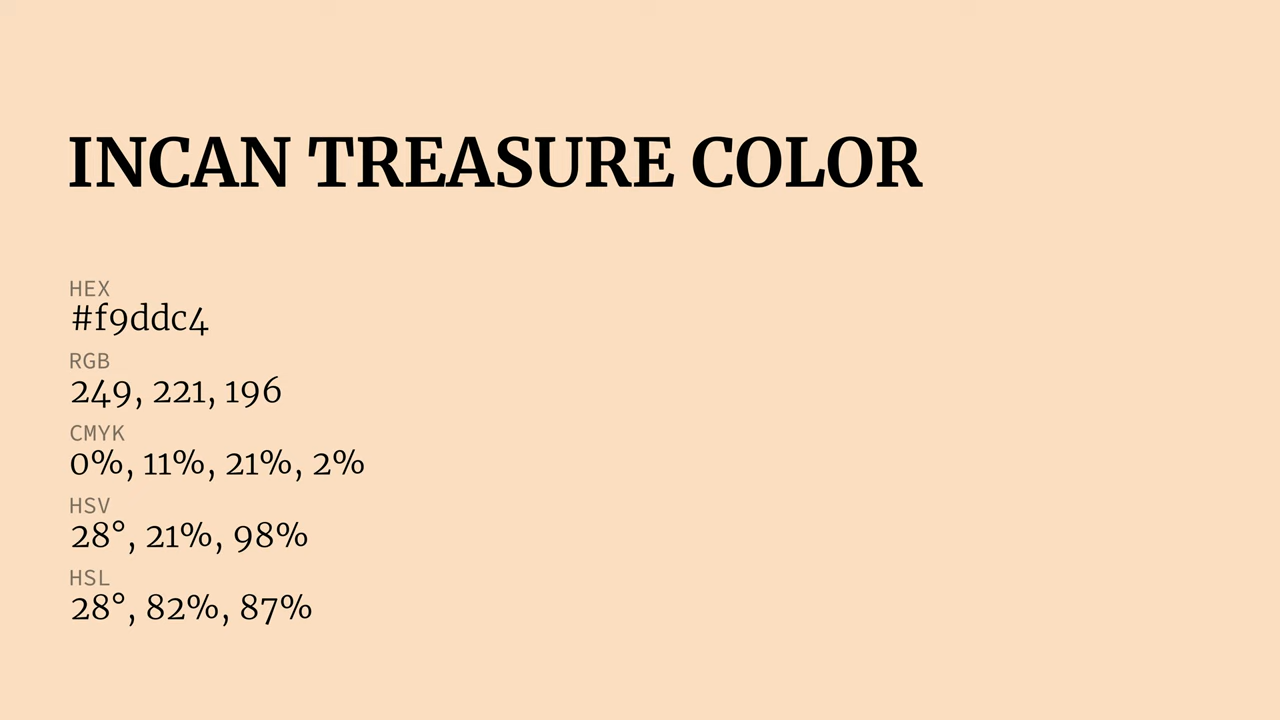 INCAN TREASURE COLOR
HEX
#f9ddc4
RGB
249, 221, 196
CMYK
0%, 11%, 21%, 2%
HSV
28°, 21%, 98%
HSL
28°, 82%, 87%